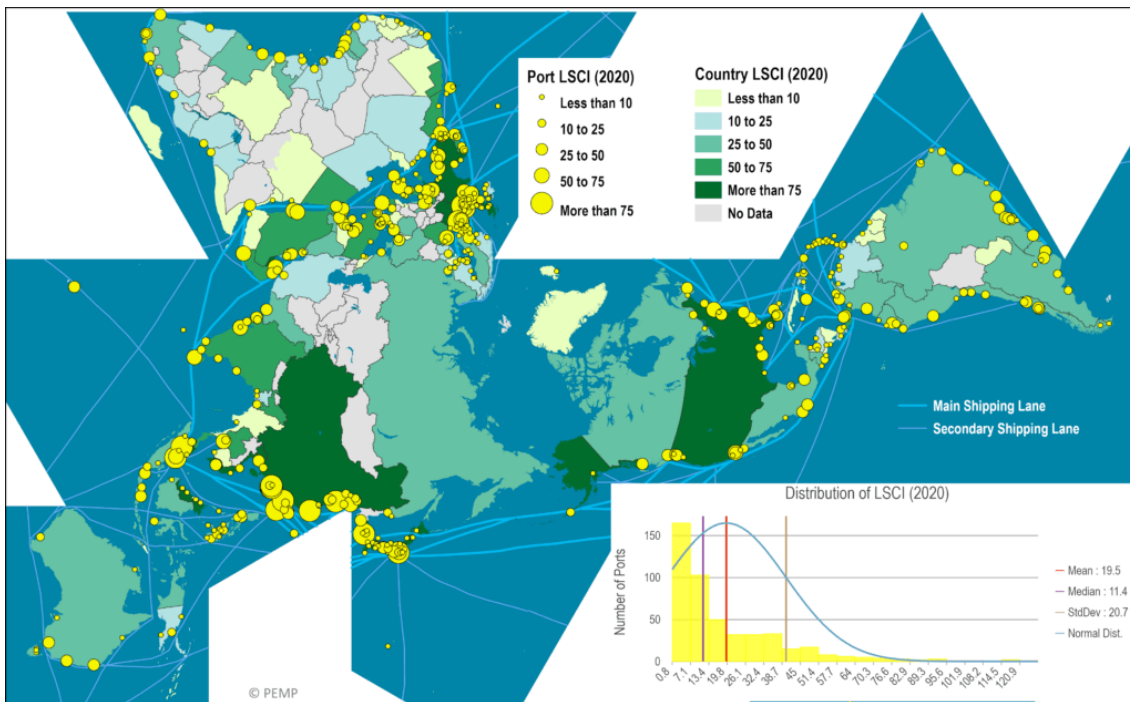 Port LSCI (2020)
Less than 10
10 to 25
25 to 50
50 to 75
More than 75
Country LSCI (2020)
Less than 10
10 to 25
25 to 50
50 to 75
More than 75
No Data
Main Shipping Lane
Secondary Shipping Lane
Distribution of LSCI (2020)
Number of Ports
150
100
50
0
0.8
7.1
13.4
19.8
26.1
32.4
38.7
45
51.4
57.7
64
70.3
76.6
82.9
89.3
95.6
101.9
108.2
114.5
120.9
Mean : 19.5
Median : 11.4
StdDev : 20.7
Normal Dist.
© PEMP